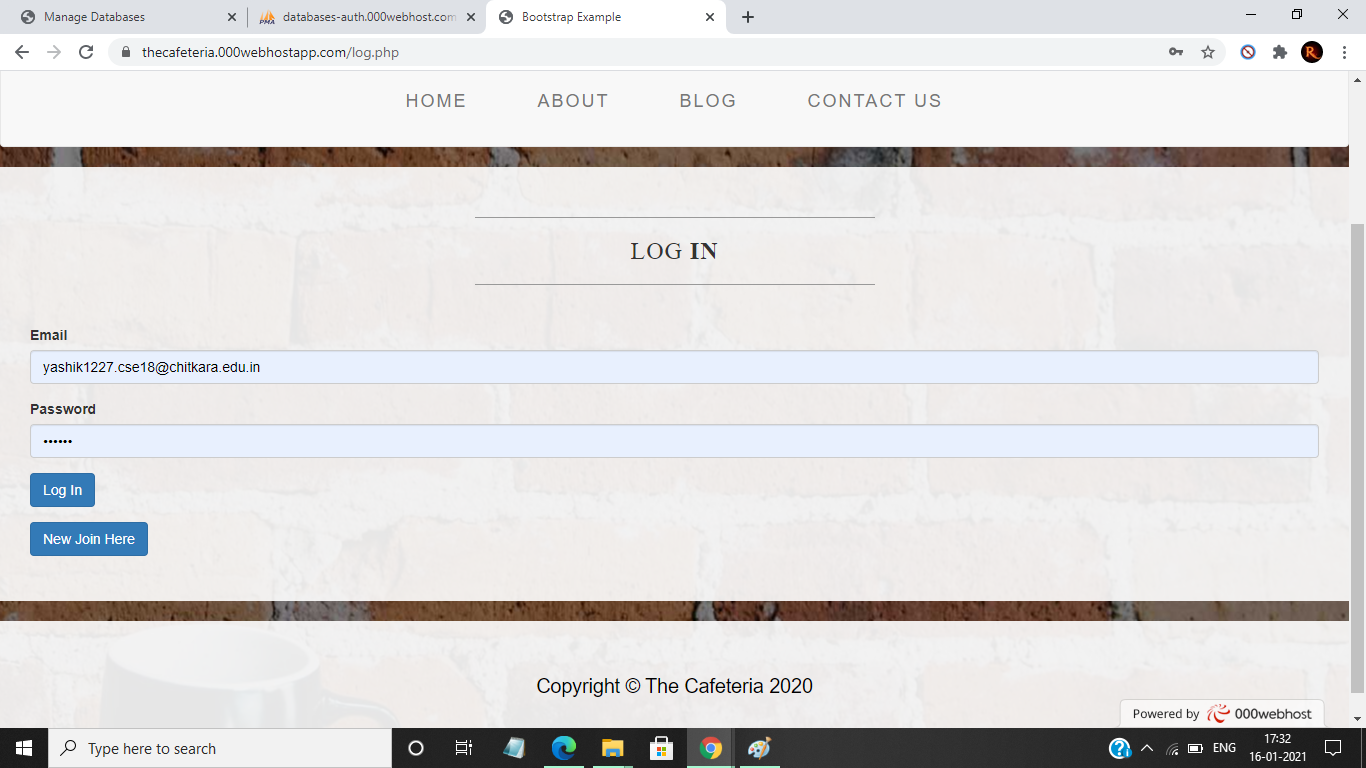 Manage Databases
databases-auth.000webhost.com
Bootstrap Example
thecafeteria.000webhostapp.com/log.php
HOME ABOUT BLOG CONTACT US
LOG IN
Email
yashik1227.cse18@chitkara.edu.in
Password
••••••
Log In
New Join Here
Copyright © The Cafeteria 2020
Powered by 000webhost
Type here to search
ENG
17:32
16-01-2021